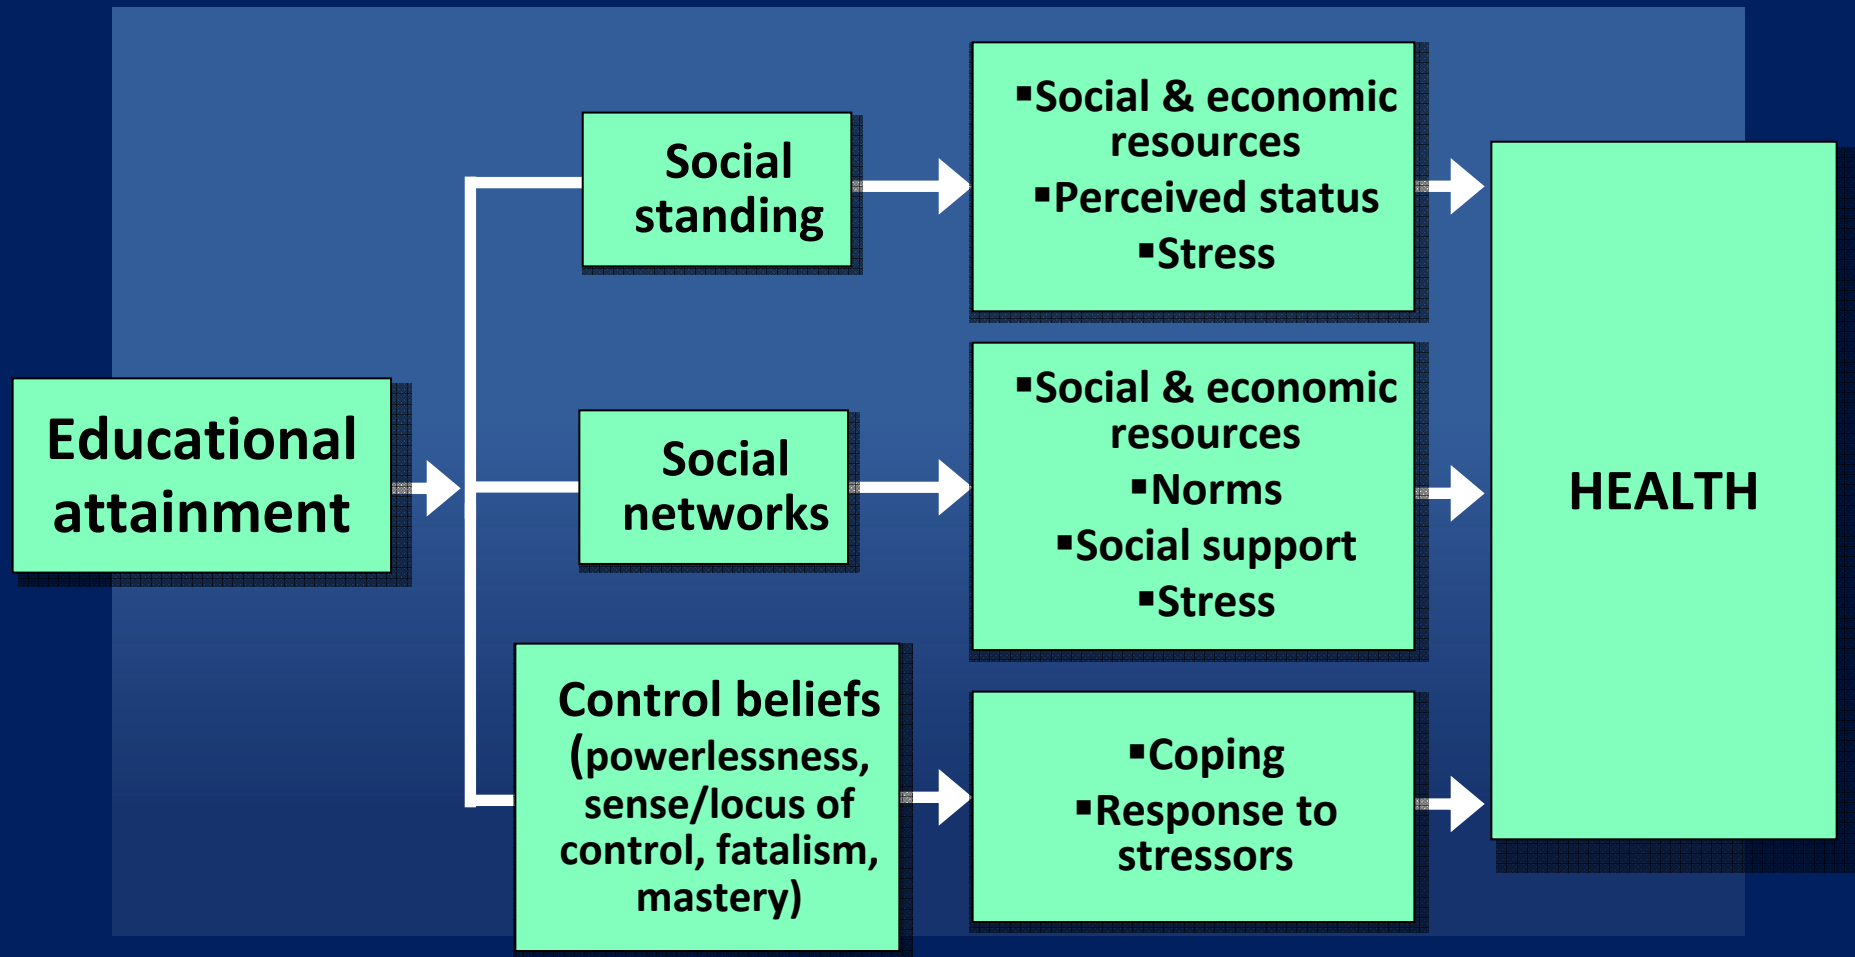 Educational
attainment
Social
standing
▪Social & economic
resources
▪Perceived status
▪Stress
Social
networks
▪Social & economic
resources
▪Norms
▪Social support
▪Stress
Control beliefs
(powerlessness,
sense/locus of
control, fatalism,
mastery)
▪Coping
▪Response to
stressors
HEALTH